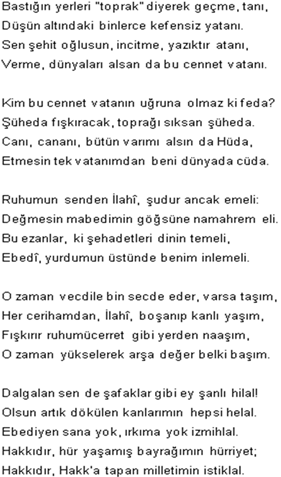 Bastığın yerleri "toprak" diyerek geçme, tanı,
Düşün altındaki binlerce kefensiz yatanı.
Sen şehit oğlusun, incitme, yazıktır atanı,
Verme, dünyaları alsan da bu cennet vatanı.

Kim bu cennet vatanın uğruna olmaz ki feda?
Şüheda fışkıracak, toprağı sıksan şüheda.
Canı, cananı, bütün varımı alsın da Hüda,
Etmesin tek vatanımdan beni dünyada cüda.

Ruhumun senden İlahî, şudur ancak emeli:
Değmesin mabedimin göğsüne namahrem eli.
Bu ezanlar, ki şehadetleri dinin temeli,
Ebedî, yurdumun üstünde benim inlemeli.

O zaman vecdile bin secde eder, varsa taşım,
Her cerihamdan, İlahî, boşanıp kanlı yaşım,
Fışkırır ruhumücerret gibi yerden naaşım,
O zaman yükselerek arşa değer belki başım.

Dalgalan sen de şafaklar gibi ey şanlı hilal!
Olsun artık dökülen kanlarımın hepsi helal.
Ebediyen sana yok, ırkıma yok izmihlal.
Hakkıdır, hür yaşamış bayrağımın hürriyet;
Hakkıdır, Hakk'a tapan milletimin istiklal.